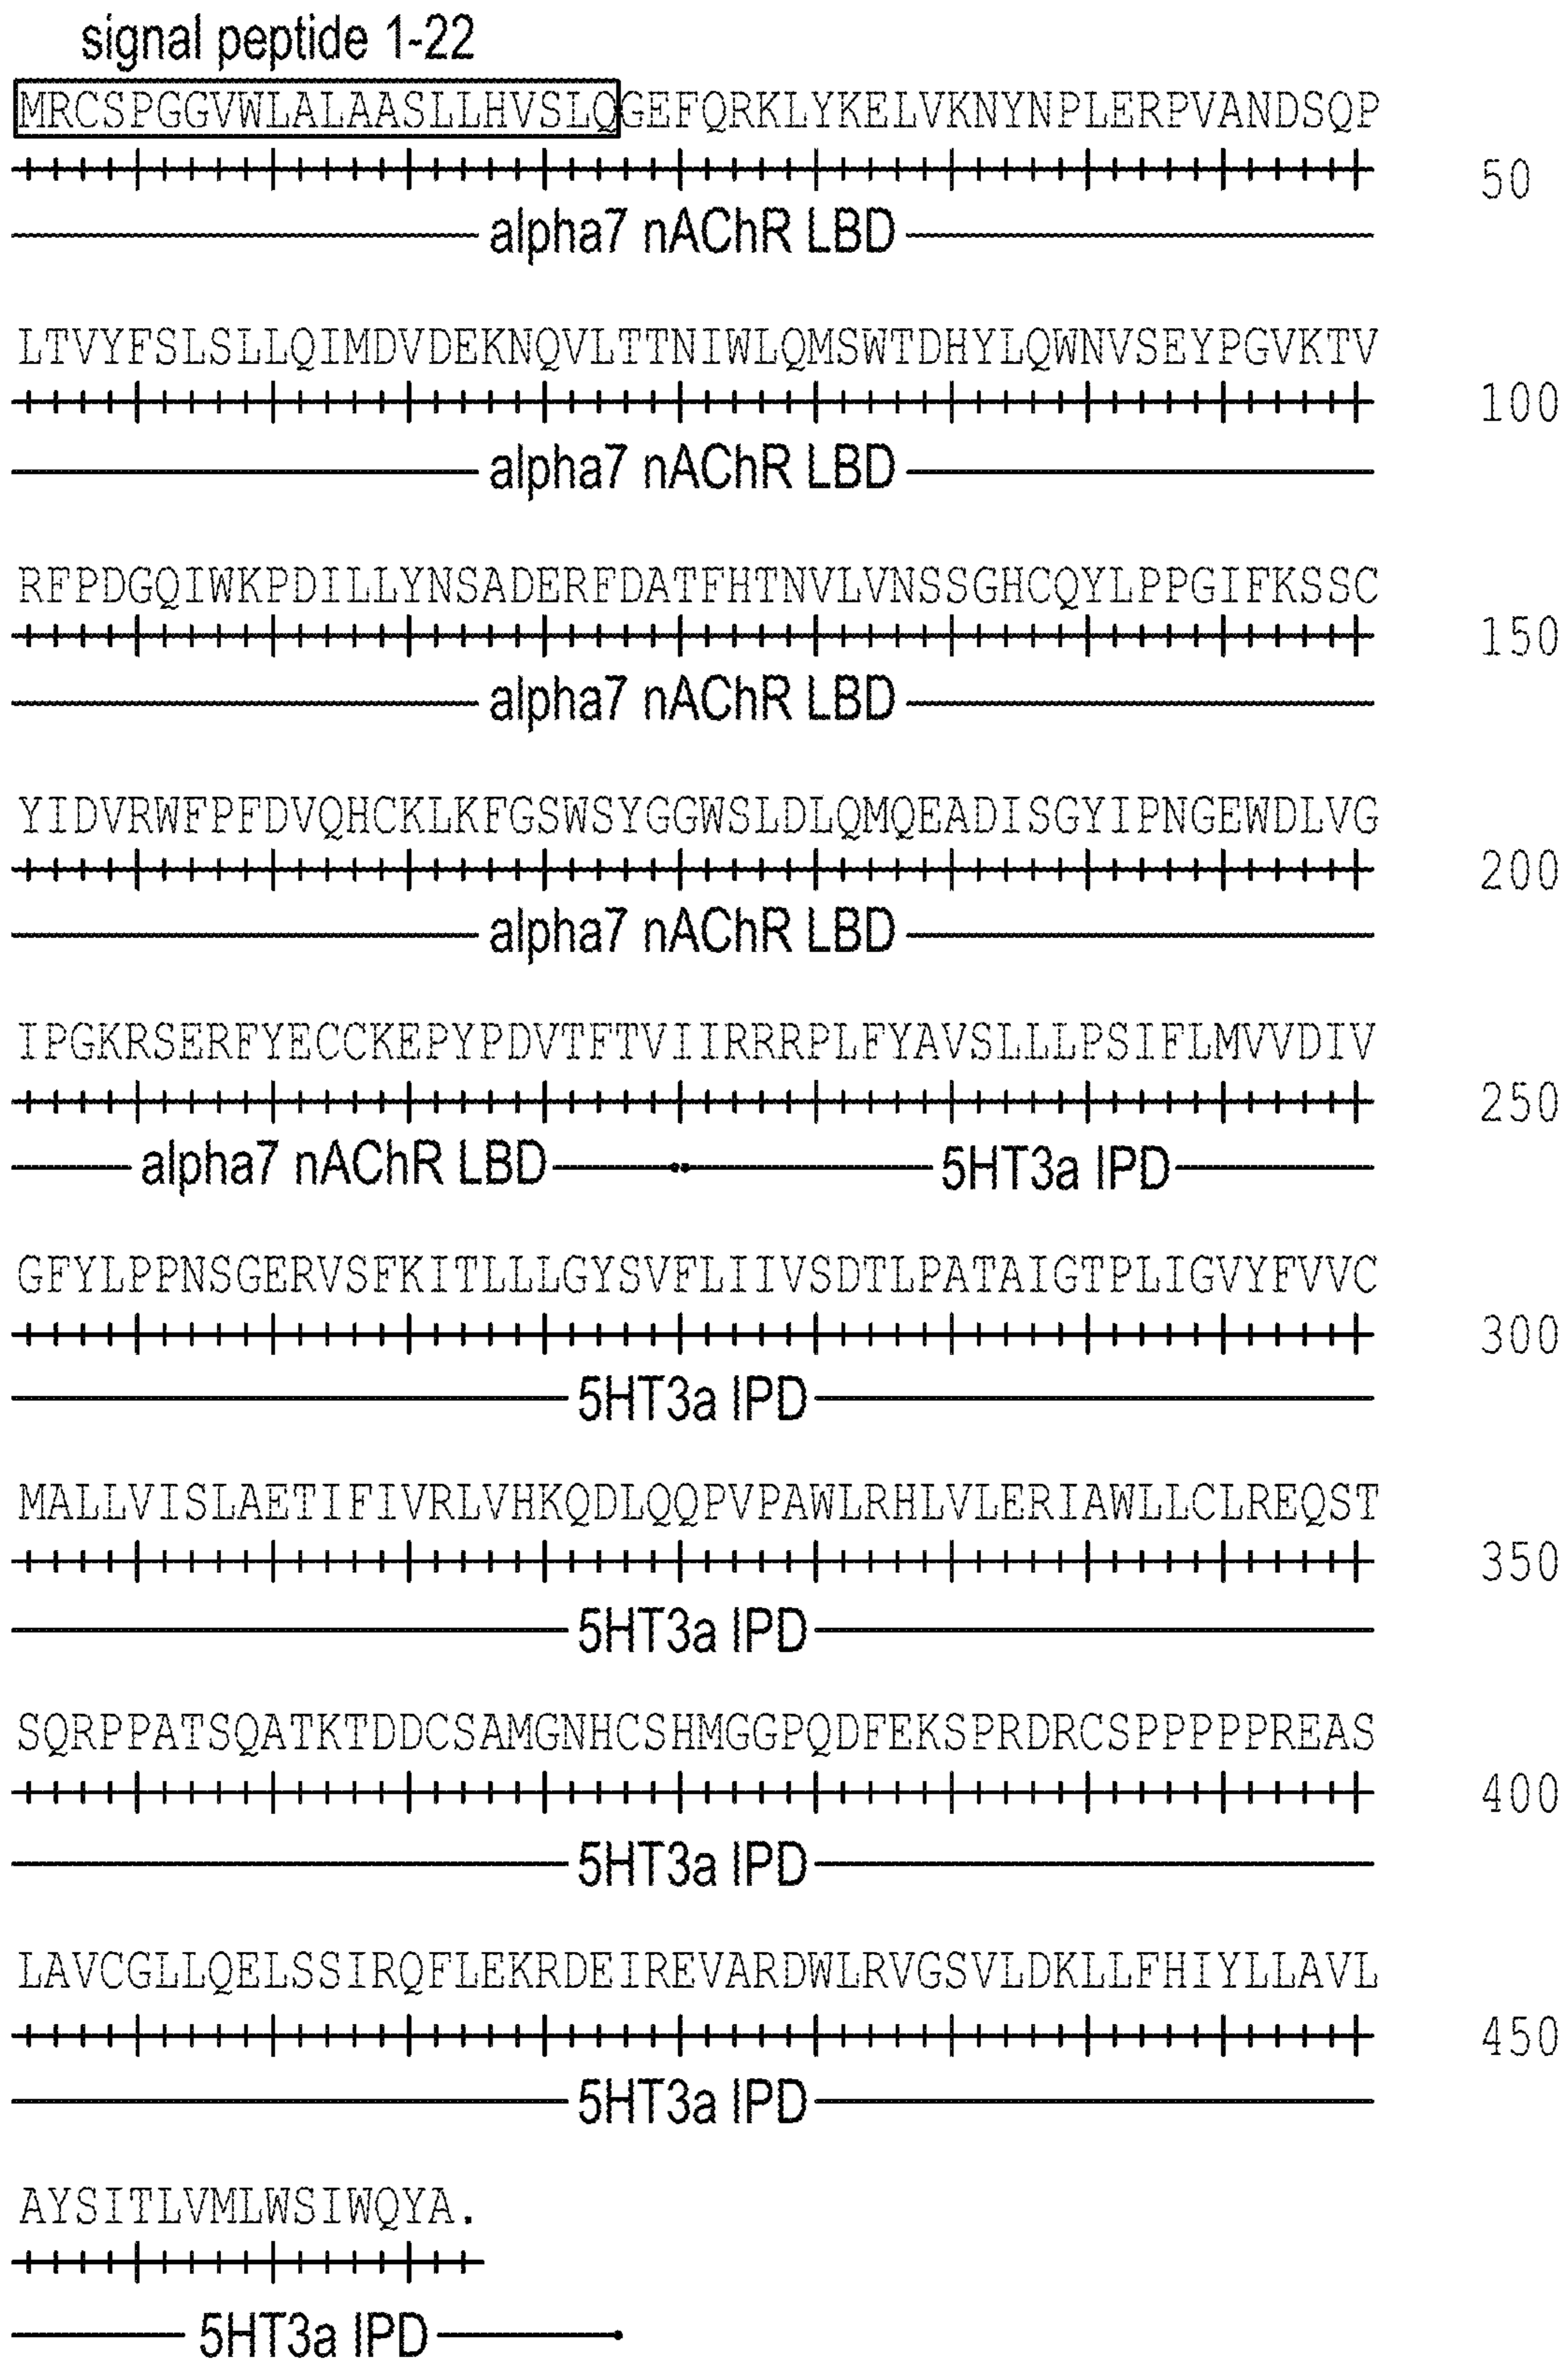 signal peptide 1-22
MRCSPGGVWLALAASLLHVSLQGEFQRKLYKELVKNYNPLERPVANDSQP
50
alpha7 nAChR LBD
LTVYFSLSLLQIMDVDEKNQVLTTNIWLQMSWTDHYLQWNVSEYPGVKTV
100
alpha7 nAChR LBD
RFPDGQIWKPDILLYNSADERFDATFHTNVLVNSSGHCQYLPPGIFKSSC
150
alpha7 nAChR LBD
YIDVRWFPFDVQHCKLKFGSWSYGGWSLDLQMQEADISGYIPNGEWDLVG
200
alpha7 nAChR LBD
IPGKRSERFYECCKEPYPDVTFTVIIRRRPLFYAVSLLLPSIFLMVVDIV
250
alpha7 nAChR LBD 5HT3a IPD
GFYLPPNSGERVSFKITLLLGYSVFLIIVSDTLPATAIGTPLIGVYFVVC
300
5HT3a IPD
MALLVISLAETIFIVRLVHKQDLQQPVPAWLRHLVLERIAWLLCLREQST
350
5HT3a IPD
SQRPPATSQATKTDDCSAMGNHCSHMGGPQDFEKSPRDRCSPPPPPREAS
400
5HT3a IPD
LAVCGLLQELSSIRQFLEKRDEIREVARDWLRVGSVLDKLLFHIYLLAVL
450
5HT3a IPD
AYSITLVMLWSIWQYA.
5HT3a IPD